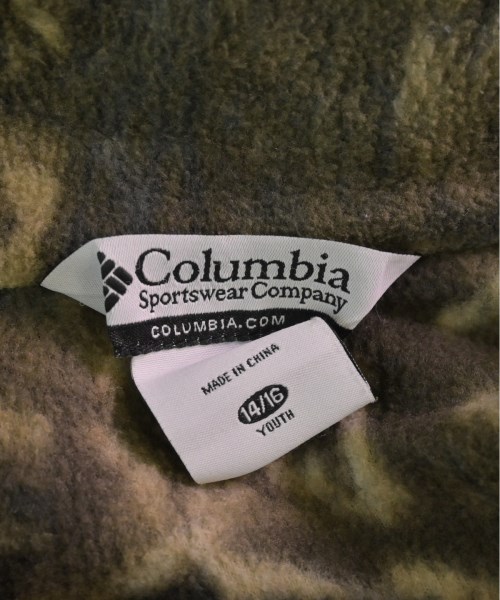 Columbia
Sportswear Company
COLUMBIA.COM
MADE IN CHINA
14/16
YOUTH